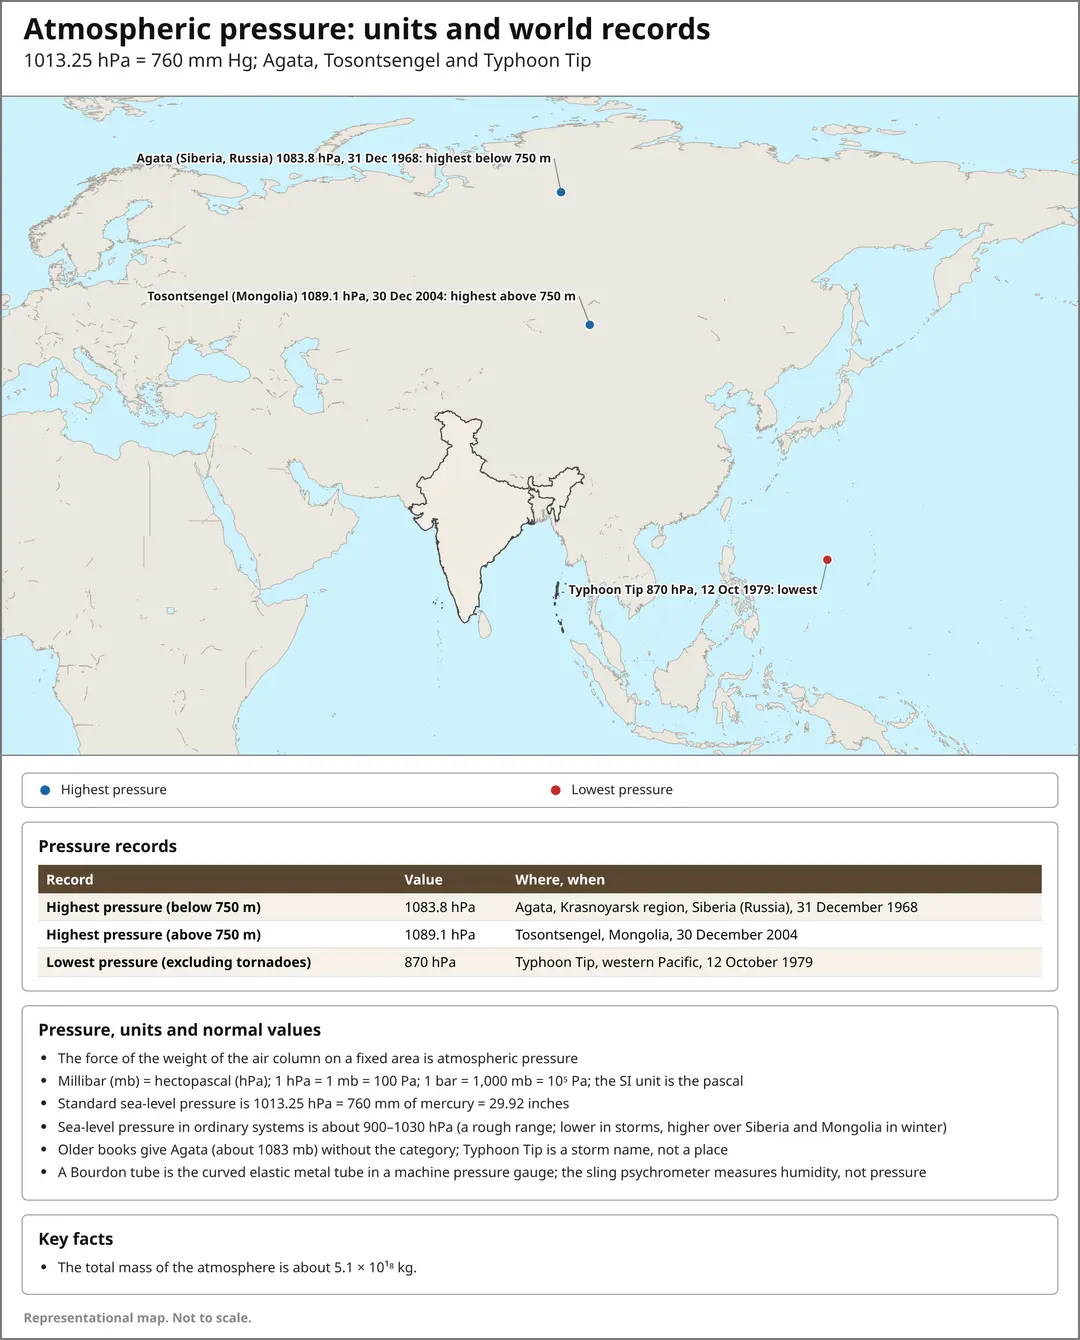 Atmospheric pressure: units and world records
1013.25 hPa = 760 mm Hg; Agata, Tosontsengel and Typhoon Tip
Agata (Siberia, Russia) 1083.8 hPa, 31 Dec 1968: highest below 750 m
Tosontsengel (Mongolia) 1089.1 hPa, 30 Dec 2004: highest above 750 m
Typhoon Tip 870 hPa, 12 Oct 1979: lowest
Highest pressure
Lowest pressure
Pressure records
Record Value Where, when
Highest pressure (below 750 m) 1083.8 hPa Agata, Krasnoyarsk region, Siberia (Russia), 31 December 1968
Highest pressure (above 750 m) 1089.1 hPa Tosontsengel, Mongolia, 30 December 2004
Lowest pressure (excluding tornadoes) 870 hPa Typhoon Tip, western Pacific, 12 October 1979
Pressure, units and normal values
• The force of the weight of the air column on a fixed area is atmospheric pressure
• Millibar (mb) = hectopascal (hPa); 1 hPa = 1 mb = 100 Pa; 1 bar = 1,000 mb = 10⁵ Pa; the SI unit is the pascal
• Standard sea-level pressure is 1013.25 hPa = 760 mm of mercury = 29.92 inches
• Sea-level pressure in ordinary systems is about 900–1030 hPa (a rough range; lower in storms, higher over Siberia and Mongolia in winter)
• Older books give Agata (about 1083 mb) without the category; Typhoon Tip is a storm name, not a place
• A Bourdon tube is the curved elastic metal tube in a machine pressure gauge; the sling psychrometer measures humidity, not pressure
Key facts
• The total mass of the atmosphere is about 5.1 × 10¹⁸ kg.
Representational map. Not to scale.